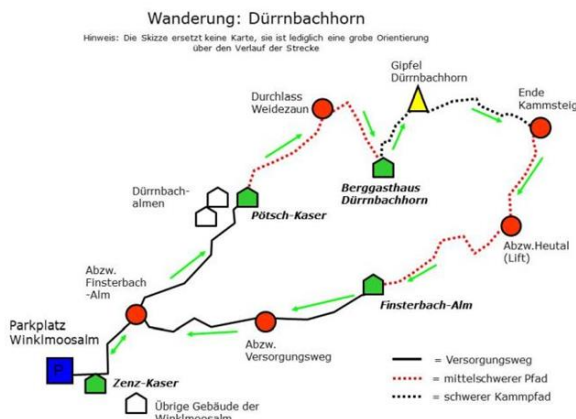 Wanderung: Dürrnbachhorn
Hinweis: Die Skizze ersetzt keine Karte, sie ist lediglich eine grobe Orientierung
über den Verlauf der Strecke
Gipfel
Dürrnbachhorn
Ende
Kammsteig
Durchlass
Weidezaun
Berggasthaus
Dürrnbachhorn
Dürrnbach-
almen
Pötsch-Kaser
Abzw.Heutal
(Lift)
Abzw.
Finsterbach
-Alm
Finsterbach-Alm
Parkplatz
Winklmoosalm
P
Abzw.
Versorgungsweg
Zenz-Kaser
Übrige Gebäude der
Winklmoosalm
= Versorgungsweg
= mittelschwerer Pfad
= schwerer Kammpfad